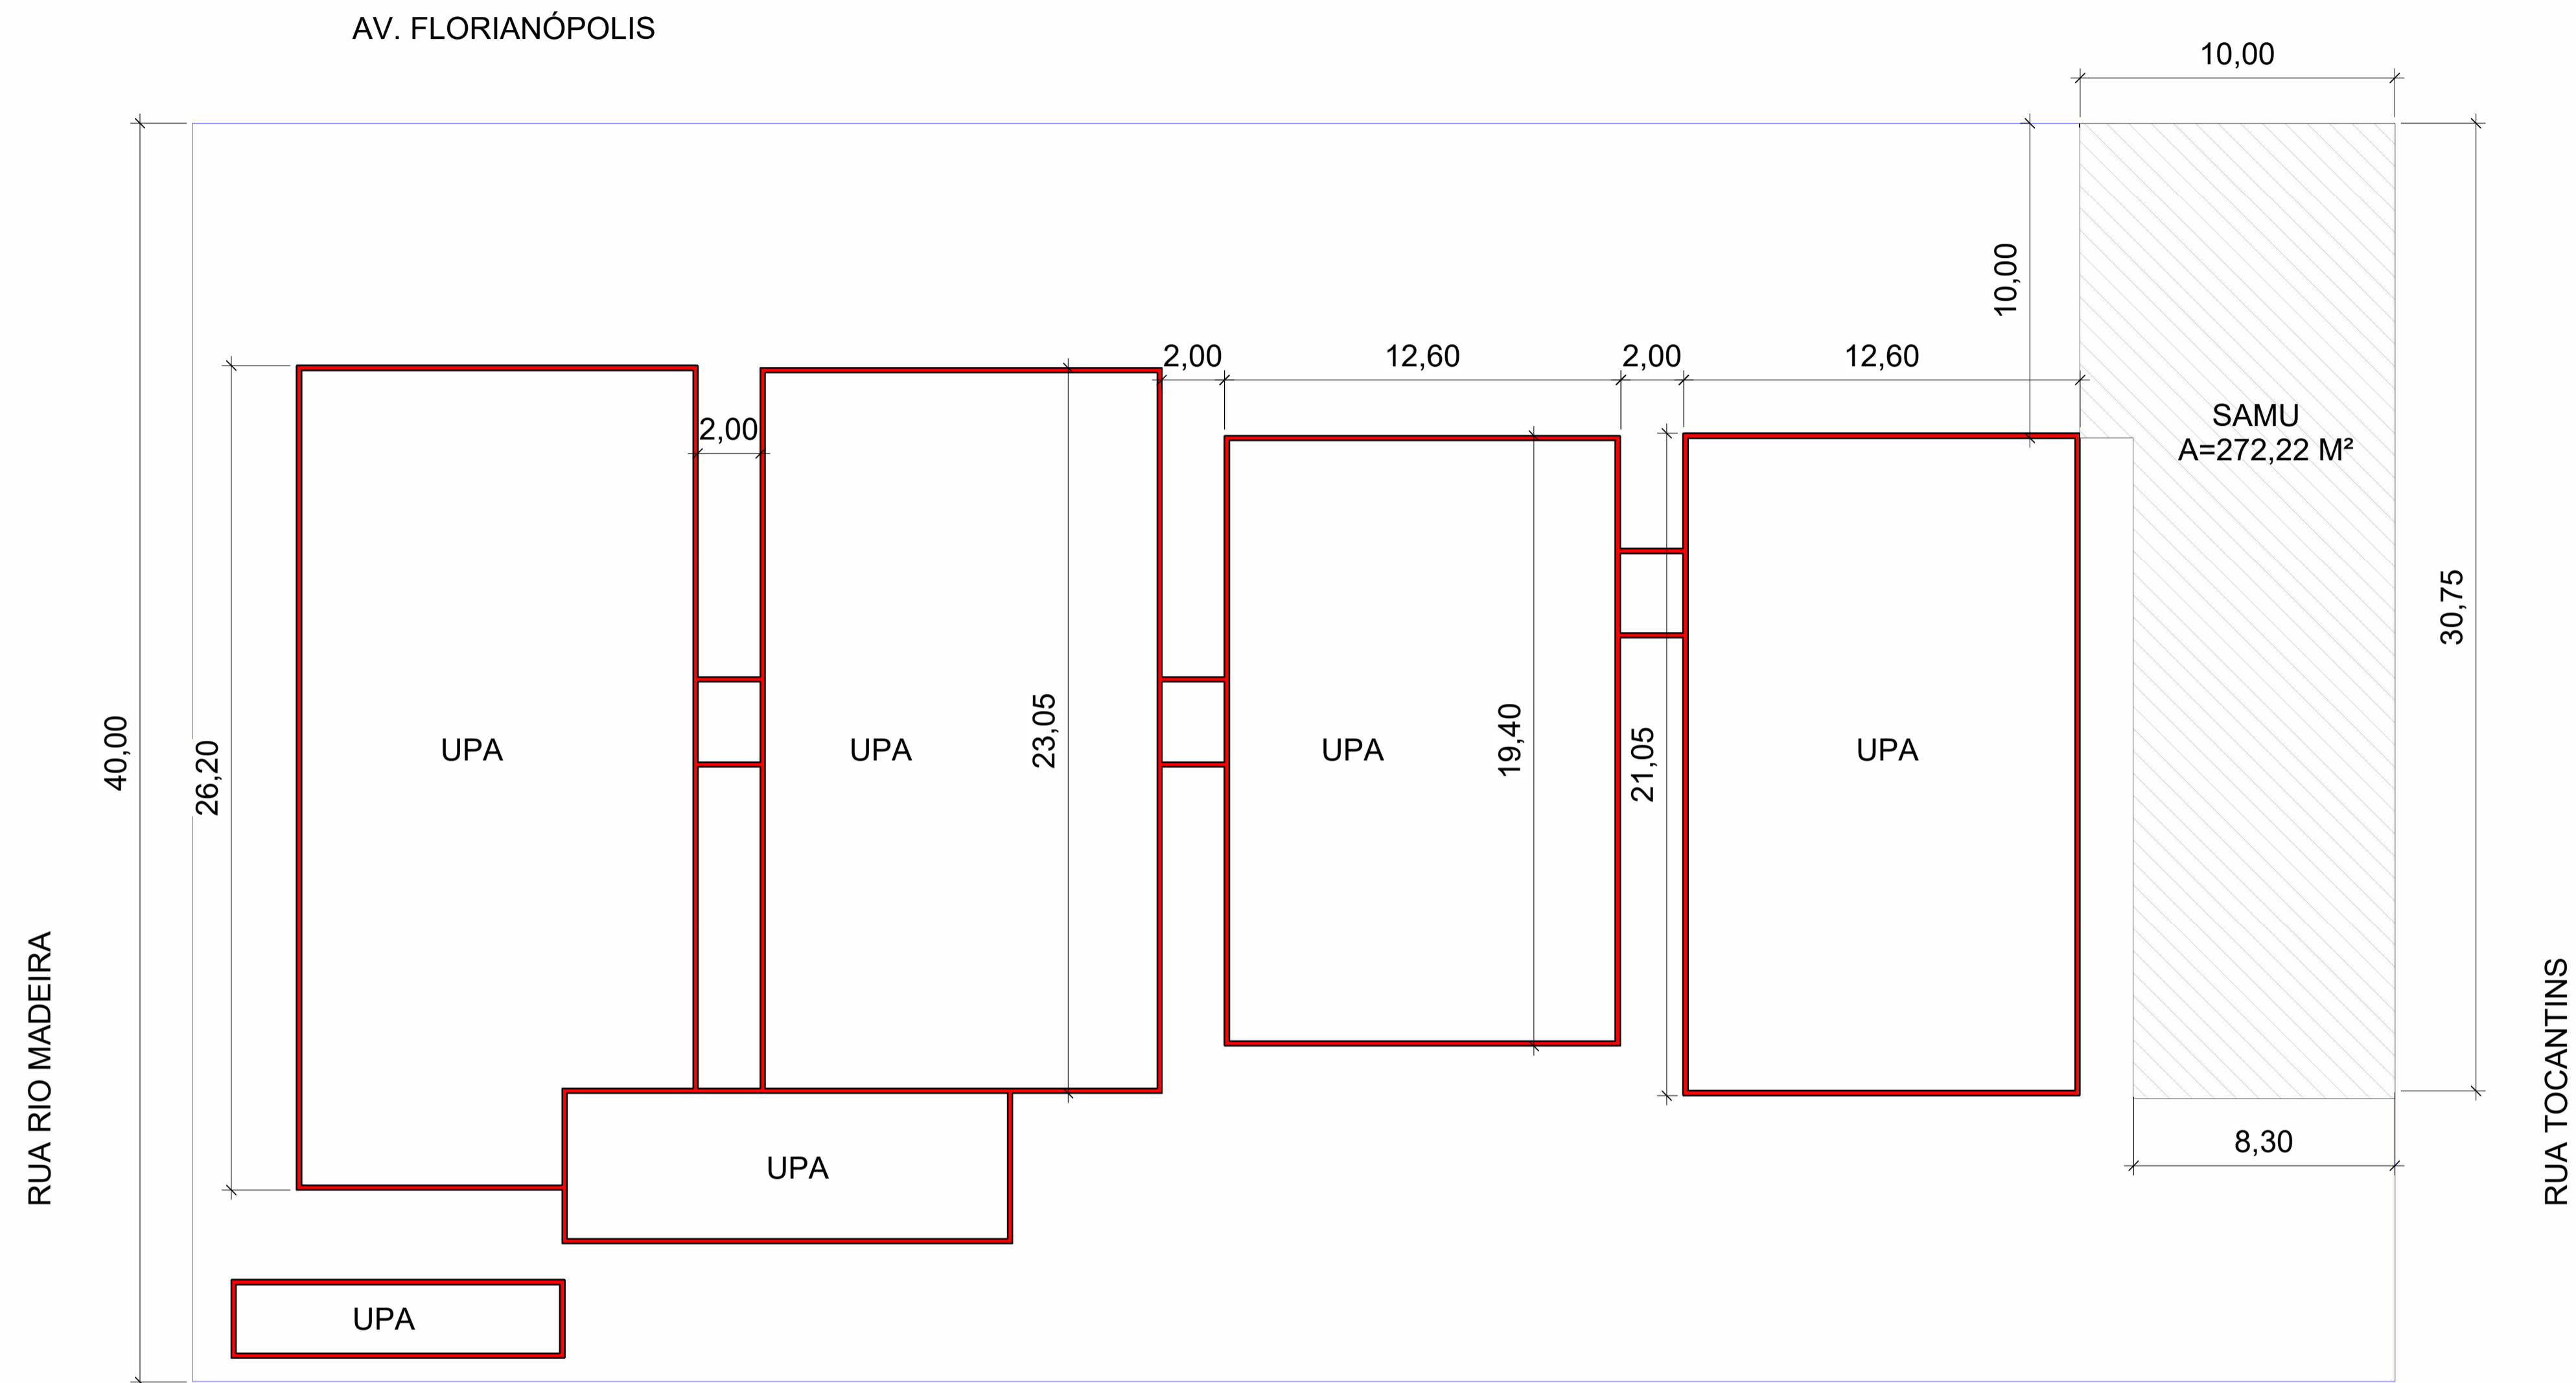 AV. FLORIANÓPOLIS
10,00
10,00
2,00
12,60
2,00
12,60
2,00
SAMU
A=272,22 M²
30,75
40,00
26,20
UPA
UPA
23,05
UPA
19,40
21,05
UPA
RUA RIO MADEIRA
RUA TOCANTINS
8,30
UPA
UPA